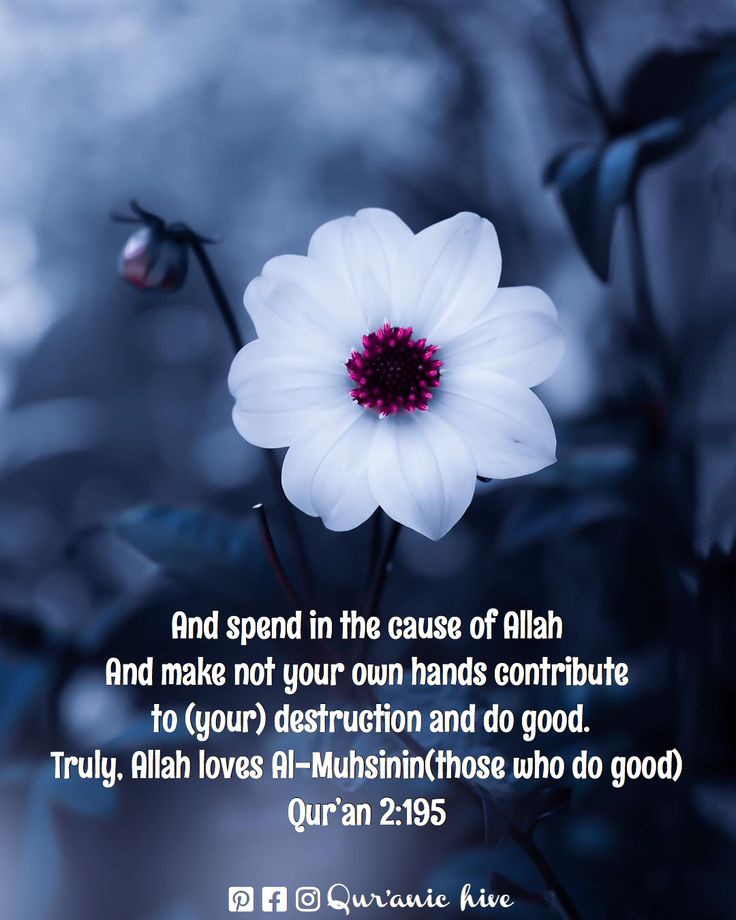 And spend in the cause of Allah
And make not your own hands contribute
to (your) destruction and do good.
Truly, Allah loves Al-Muhsinin(those who do good)
Qur'an 2:195
Qur'anic hive